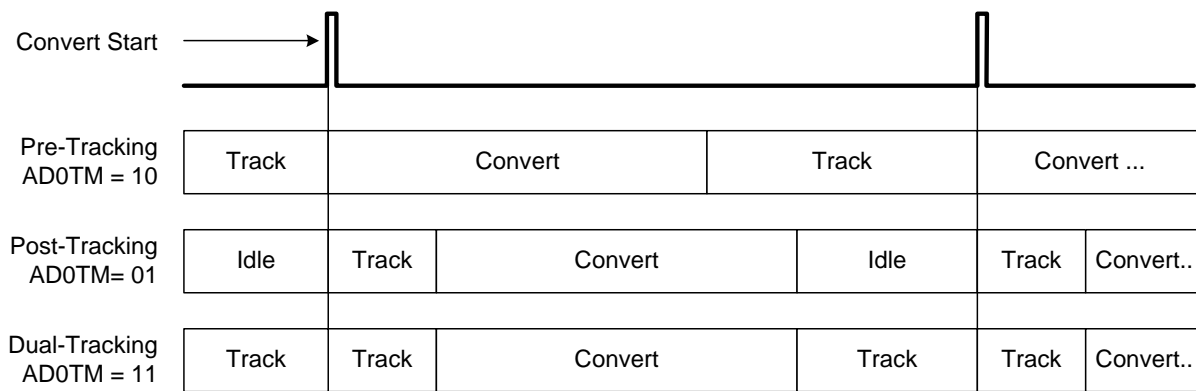 Convert Start
Pre-Tracking
AD0TM = 10
Track Convert Track Convert ...
Post-Tracking
AD0TM= 01
Idle Track Convert Idle Track Convert..
Dual-Tracking
AD0TM = 11
Track Track Convert Track Track Convert..